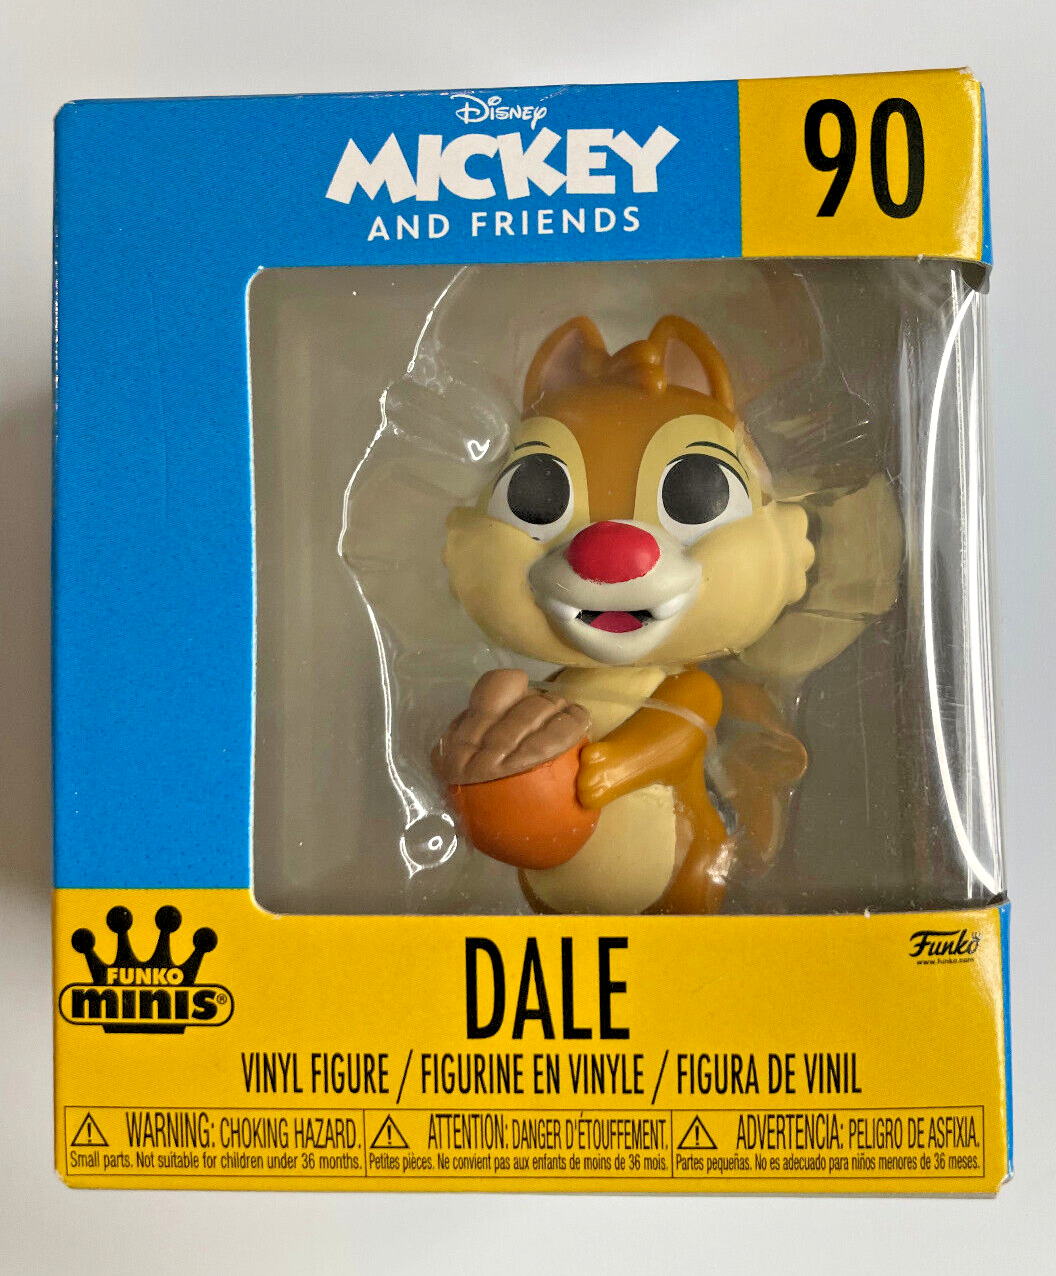 Disney
MICKEY
AND FRIENDS
90
FUNKO
minis®
DALE
Funko
www.funko.com
VINYL FIGURE / FIGURINE EN VINYLE / FIGURA DE VINIL
WARNING: CHOKING HAZARD.
Small parts. Not suitable for children under 36 months.
ATTENTION: DANGER D'ÉTOUFFEMENT.
Petites pièces. Ne convient pas aux enfants de moins de 36 mois.
ADVERTENCIA: PELIGRO DE ASFIXIA.
Partes pequeñas. No es adecuado para niños menores de 36 meses.